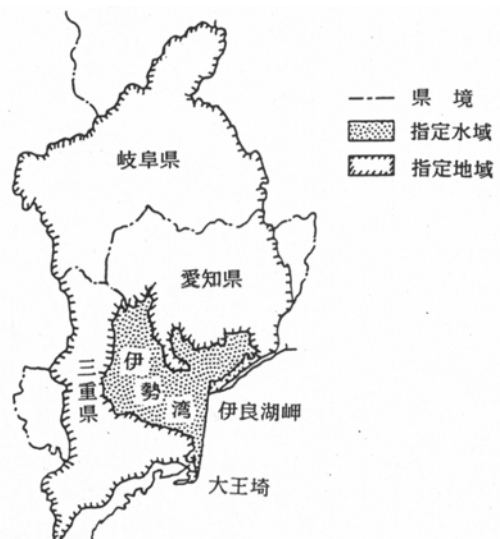 県境
指定水域
指定地域
岐阜県
愛知県
三重県
伊勢湾
伊良湖岬
大王埼